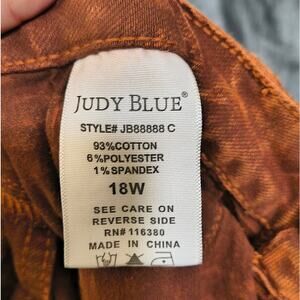 JUDY BLUE®
STYLE# JB88888 C
93%COTTON
6%POLYESTER
1%SPANDEX
18W
SEE CARE ON
REVERSE SIDE
RN# 116380
MADE IN CHINA